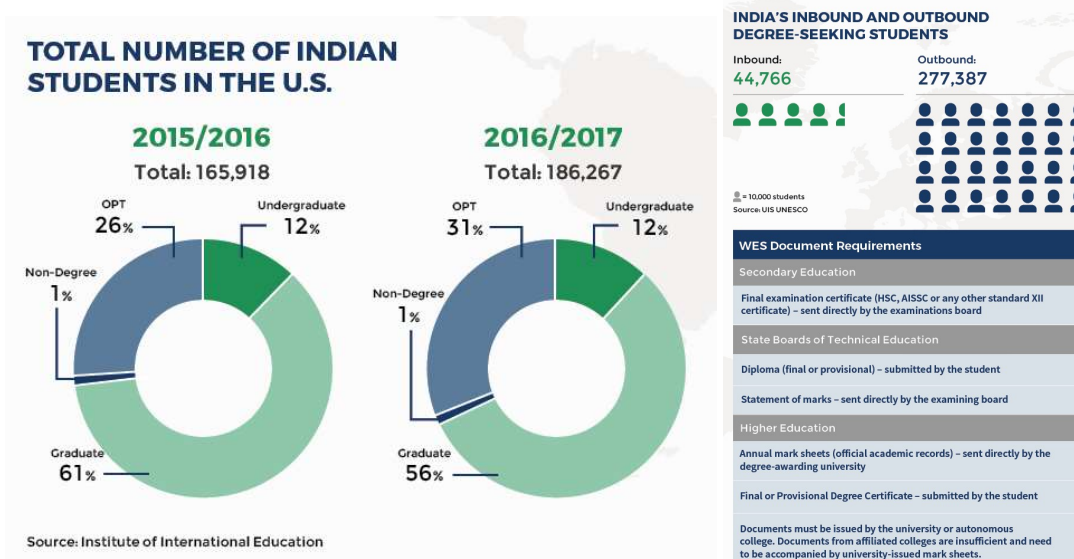 TOTAL NUMBER OF INDIAN
STUDENTS IN THE U.S.
2015/2016
Total: 165,918
OPT
26%
Undergraduate
12%
Non-Degree
1%
Graduate
61%
2016/2017
Total: 186,267
OPT
31%
Undergraduate
12%
Non-Degree
1%
Graduate
56%
Source: Institute of International Education
INDIA'S INBOUND AND OUTBOUND
DEGREE-SEEKING STUDENTS
Inbound:
44,766
Outbound:
277,387
= 10,000 students
Source: UIS UNESCO
WES Document Requirements
Secondary Education
Final examination certificate (HSC, AISSC or any other standard XII
certificate) – sent directly by the examinations board
State Boards of Technical Education
Diploma (final or provisional) – submitted by the student
Statement of marks – sent directly by the examining board
Higher Education
Annual mark sheets (official academic records) – sent directly by the
degree-awarding university
Final or Provisional Degree Certificate – submitted by the student
Documents must be issued by the university or autonomous
college. Documents from affiliated colleges are insufficient and need
to be accompanied by university-issued mark sheets.